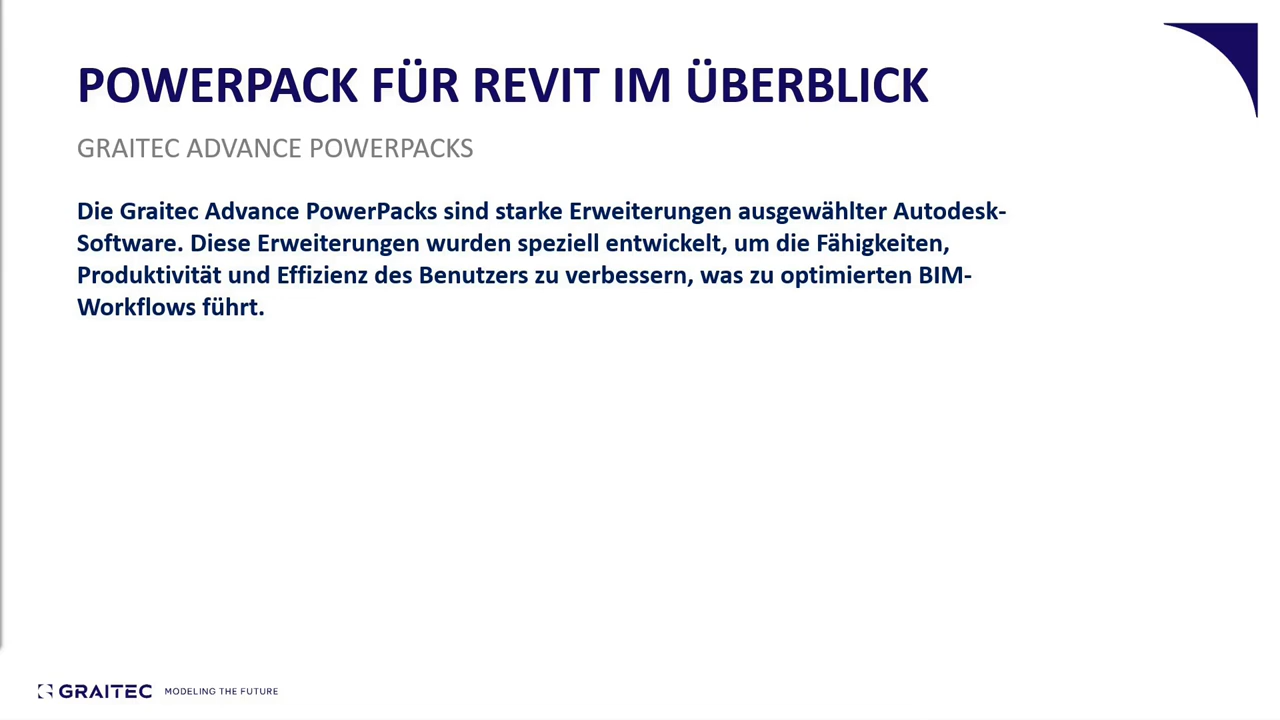 POWERPACK FÜR REVIT IM ÜBERBLICK
GRAITEC ADVANCE POWERPACKS
Die Graitec Advance PowerPacks sind starke Erweiterungen ausgewählter Autodesk-
Software. Diese Erweiterungen wurden speziell entwickelt, um die Fähigkeiten,
Produktivität und Effizienz des Benutzers zu verbessern, was zu optimierten BIM-
Workflows führt.
GRAITEC MODELING THE FUTURE